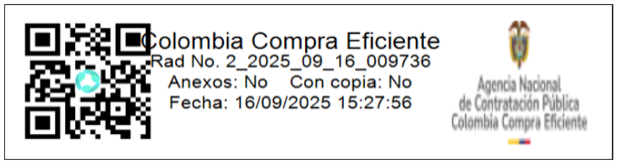 Colombia Compra Eficiente
Rad No. 2_2025_09_16_009736
Anexos: No Con copia: No
Fecha: 16/09/2025 15:27:56
Agencia Nacional
de Contratación Pública
Colombia Compra Eficiente